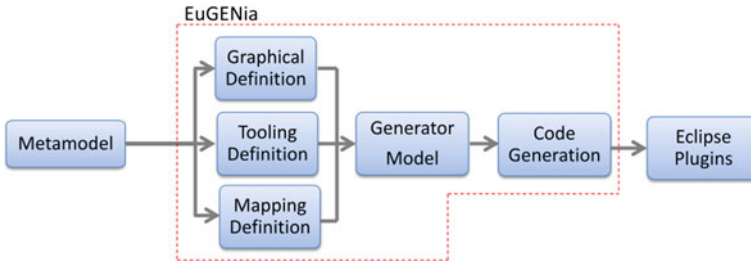 EuGENia
Graphical
Definition
Metamodel
Tooling
Definition
Generator
Model
Code
Generation
Eclipse
Plugins
Mapping
Definition